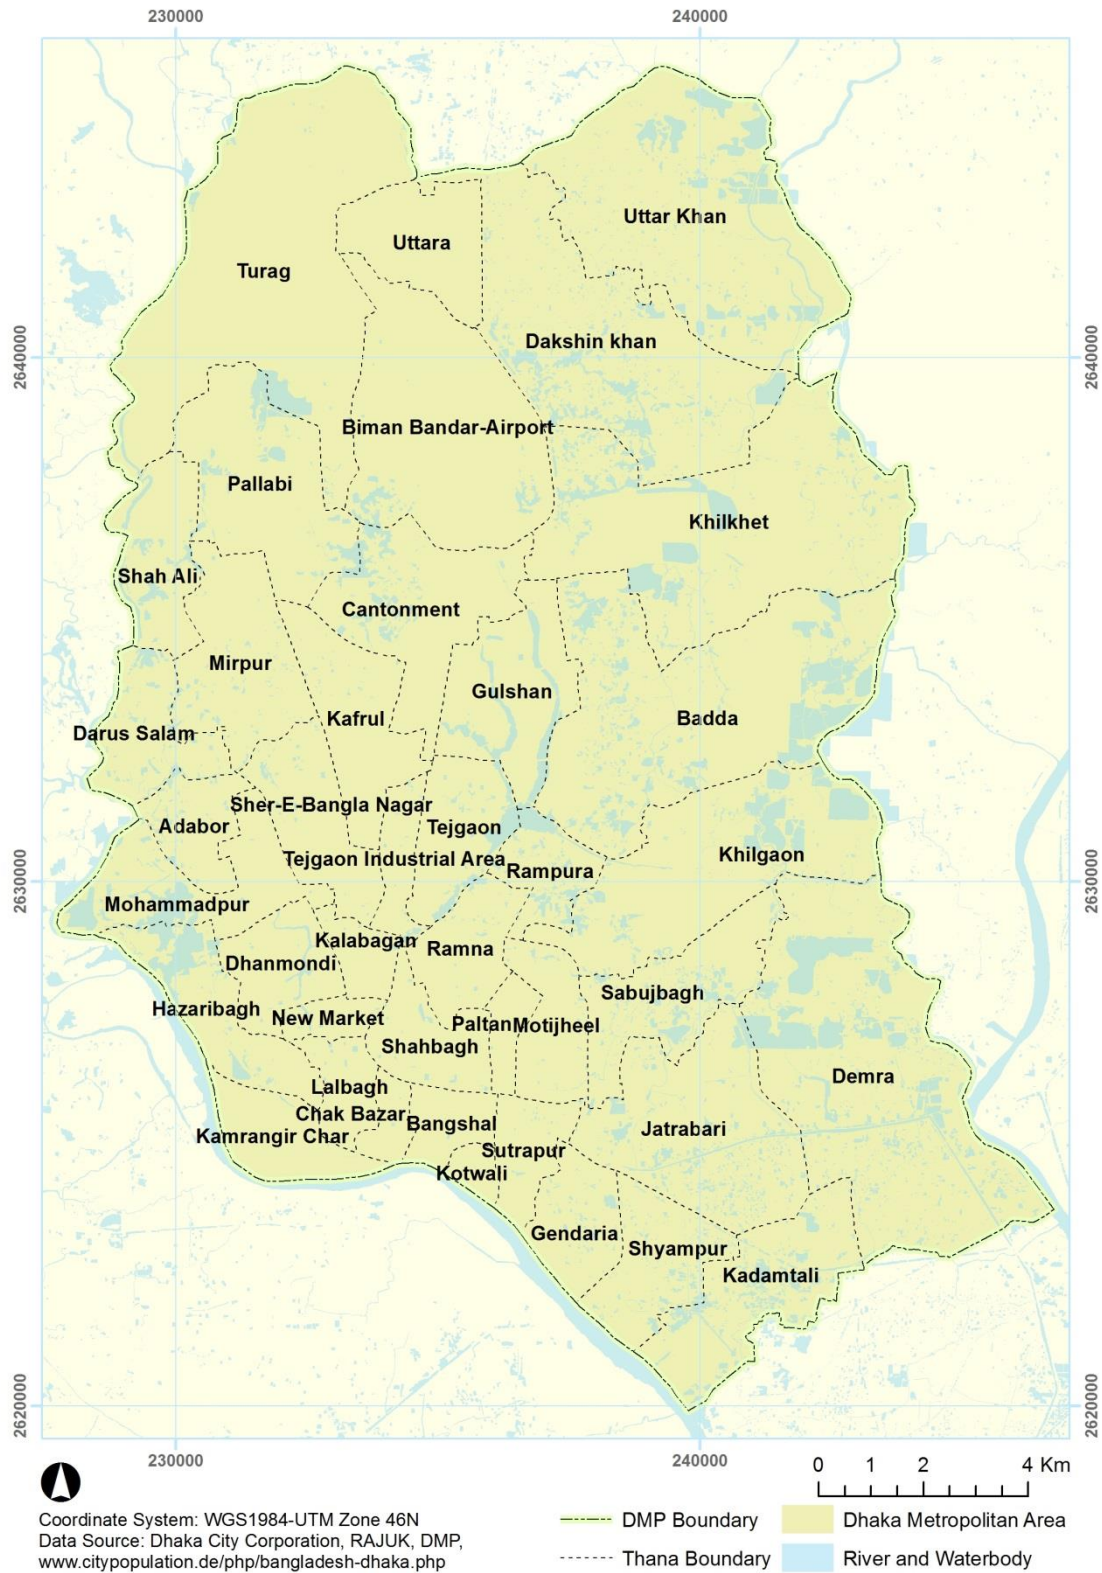 230000
240000
Uttar Khan
Uttara
Turag
2640000
Dakshin khan
2640000
Biman Bandar-Airport
Pallabi
Khilkhet
Shah Ali
Cantonment
Mirpur
Gulshan
Kafrul
Badda
Darus Salam
Sher-E-Bangla Nagar
Adabor
Tejgaon
Tejgaon Industrial Area
Khilgaon
Rampura
2630000
2630000
Mohammadpur
Kalabagan
Ramna
Dhanmondi
Sabujbagh
Hazaribagh
New Market
Paltan
Motijheel
Shahbagh
Demra
Lalbagh
Chak Bazar
Bangshal
Jatrabari
Kamrangir Char
Sutrapur
Kotwali
Gendaria
Shyampur
Kadamtali
2620000
2620000
230000
240000
0 1 2 4 Km
Coordinate System: WGS1984-UTM Zone 46N
Data Source: Dhaka City Corporation, RAJUK, DMP,
www.citypopulation.de/php/bangladesh-dhaka.php
DMP Boundary
Dhaka Metropolitan Area
Thana Boundary
River and Waterbody